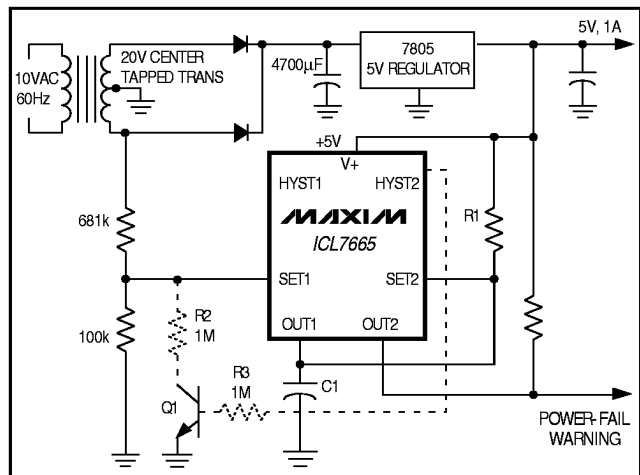 20V CENTER
TAPPED TRANS
10VAC
60Hz
4700µF
7805
5V REGULATOR
5V, 1A
+5V
V+
HYST1
HYST2
MAXIM
ICL7665
R1
681k
SET1
SET2
R2
1M
OUT1
OUT2
100k
R3
1M
C1
Q1
POWER-FAIL
WARNING